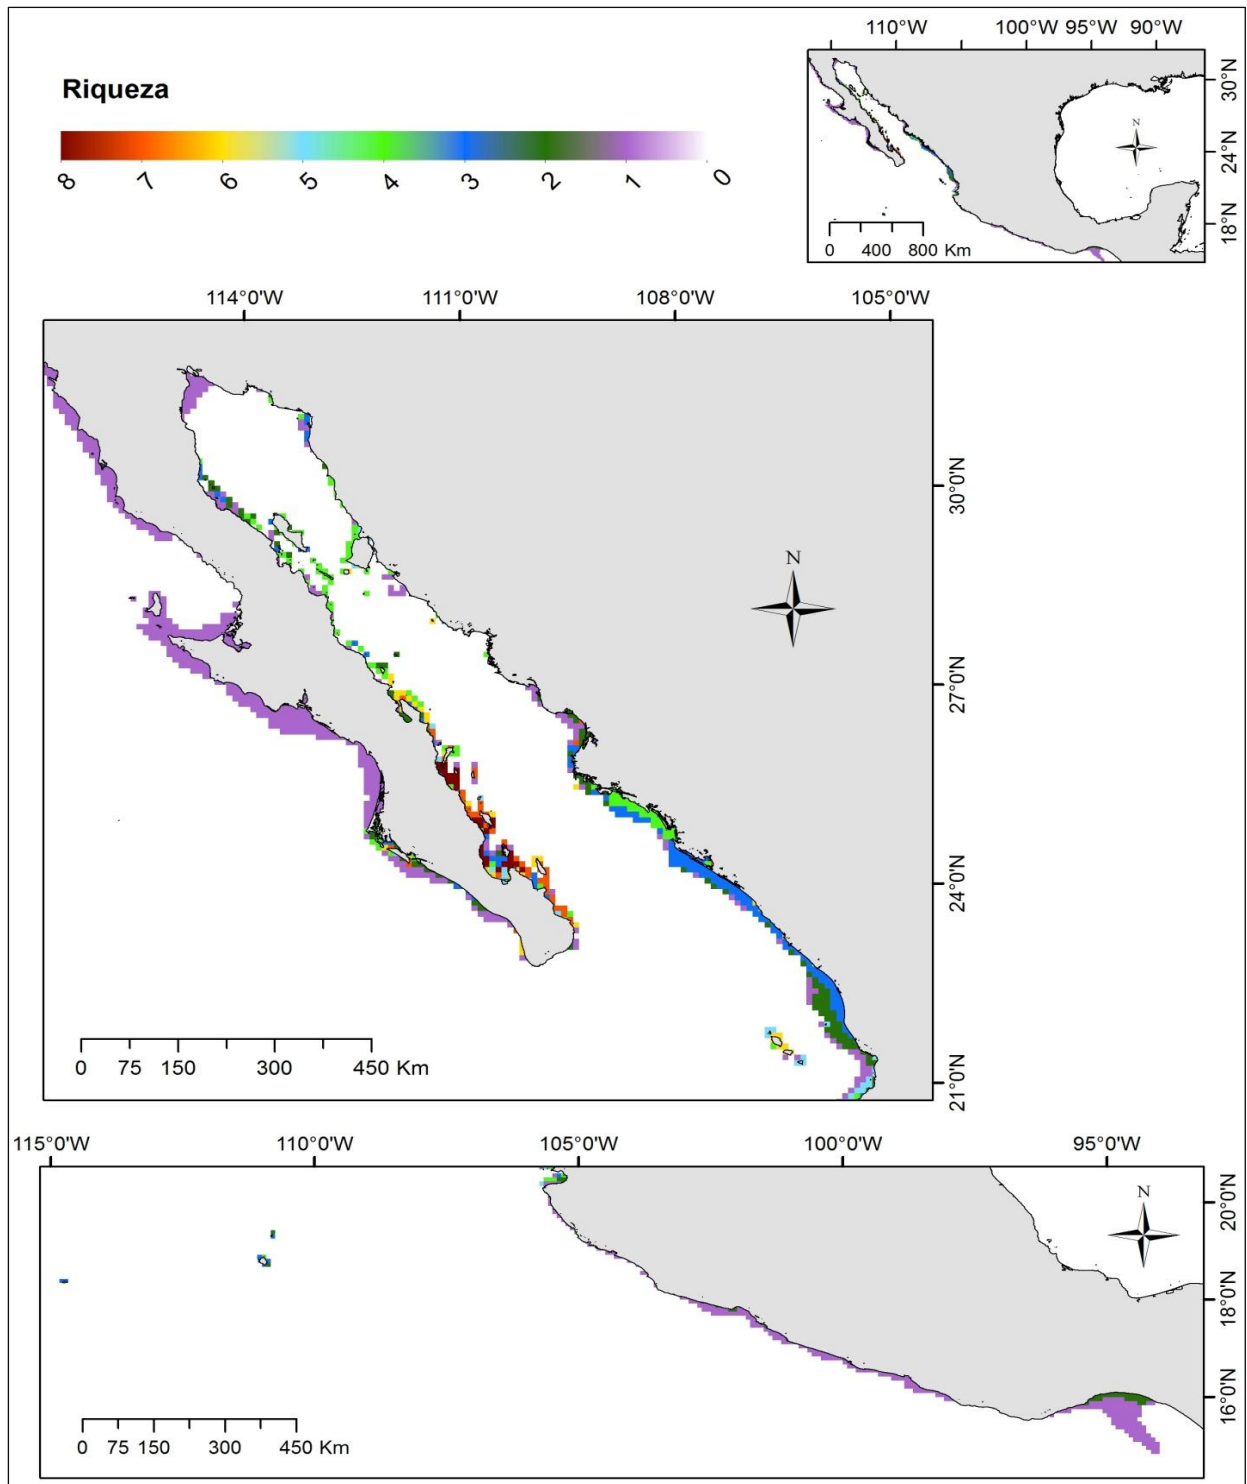 110°W 100°W 95°W 90°W
Riqueza
30°N
N
24°N
8 7 6 5 4 3 2 1 0
18°N
0 400 800 Km
114°0'W 111°0'W 108°0'W 105°0'W
30°0'N
N
27°0'N
24°0'N
0 75 150 300 450 Km
21°0'N
115°0'W 110°0'W 105°0'W 100°0'W 95°0'W
N
20°0'N
18°0'N
16°0'N
0 75 150 300 450 Km